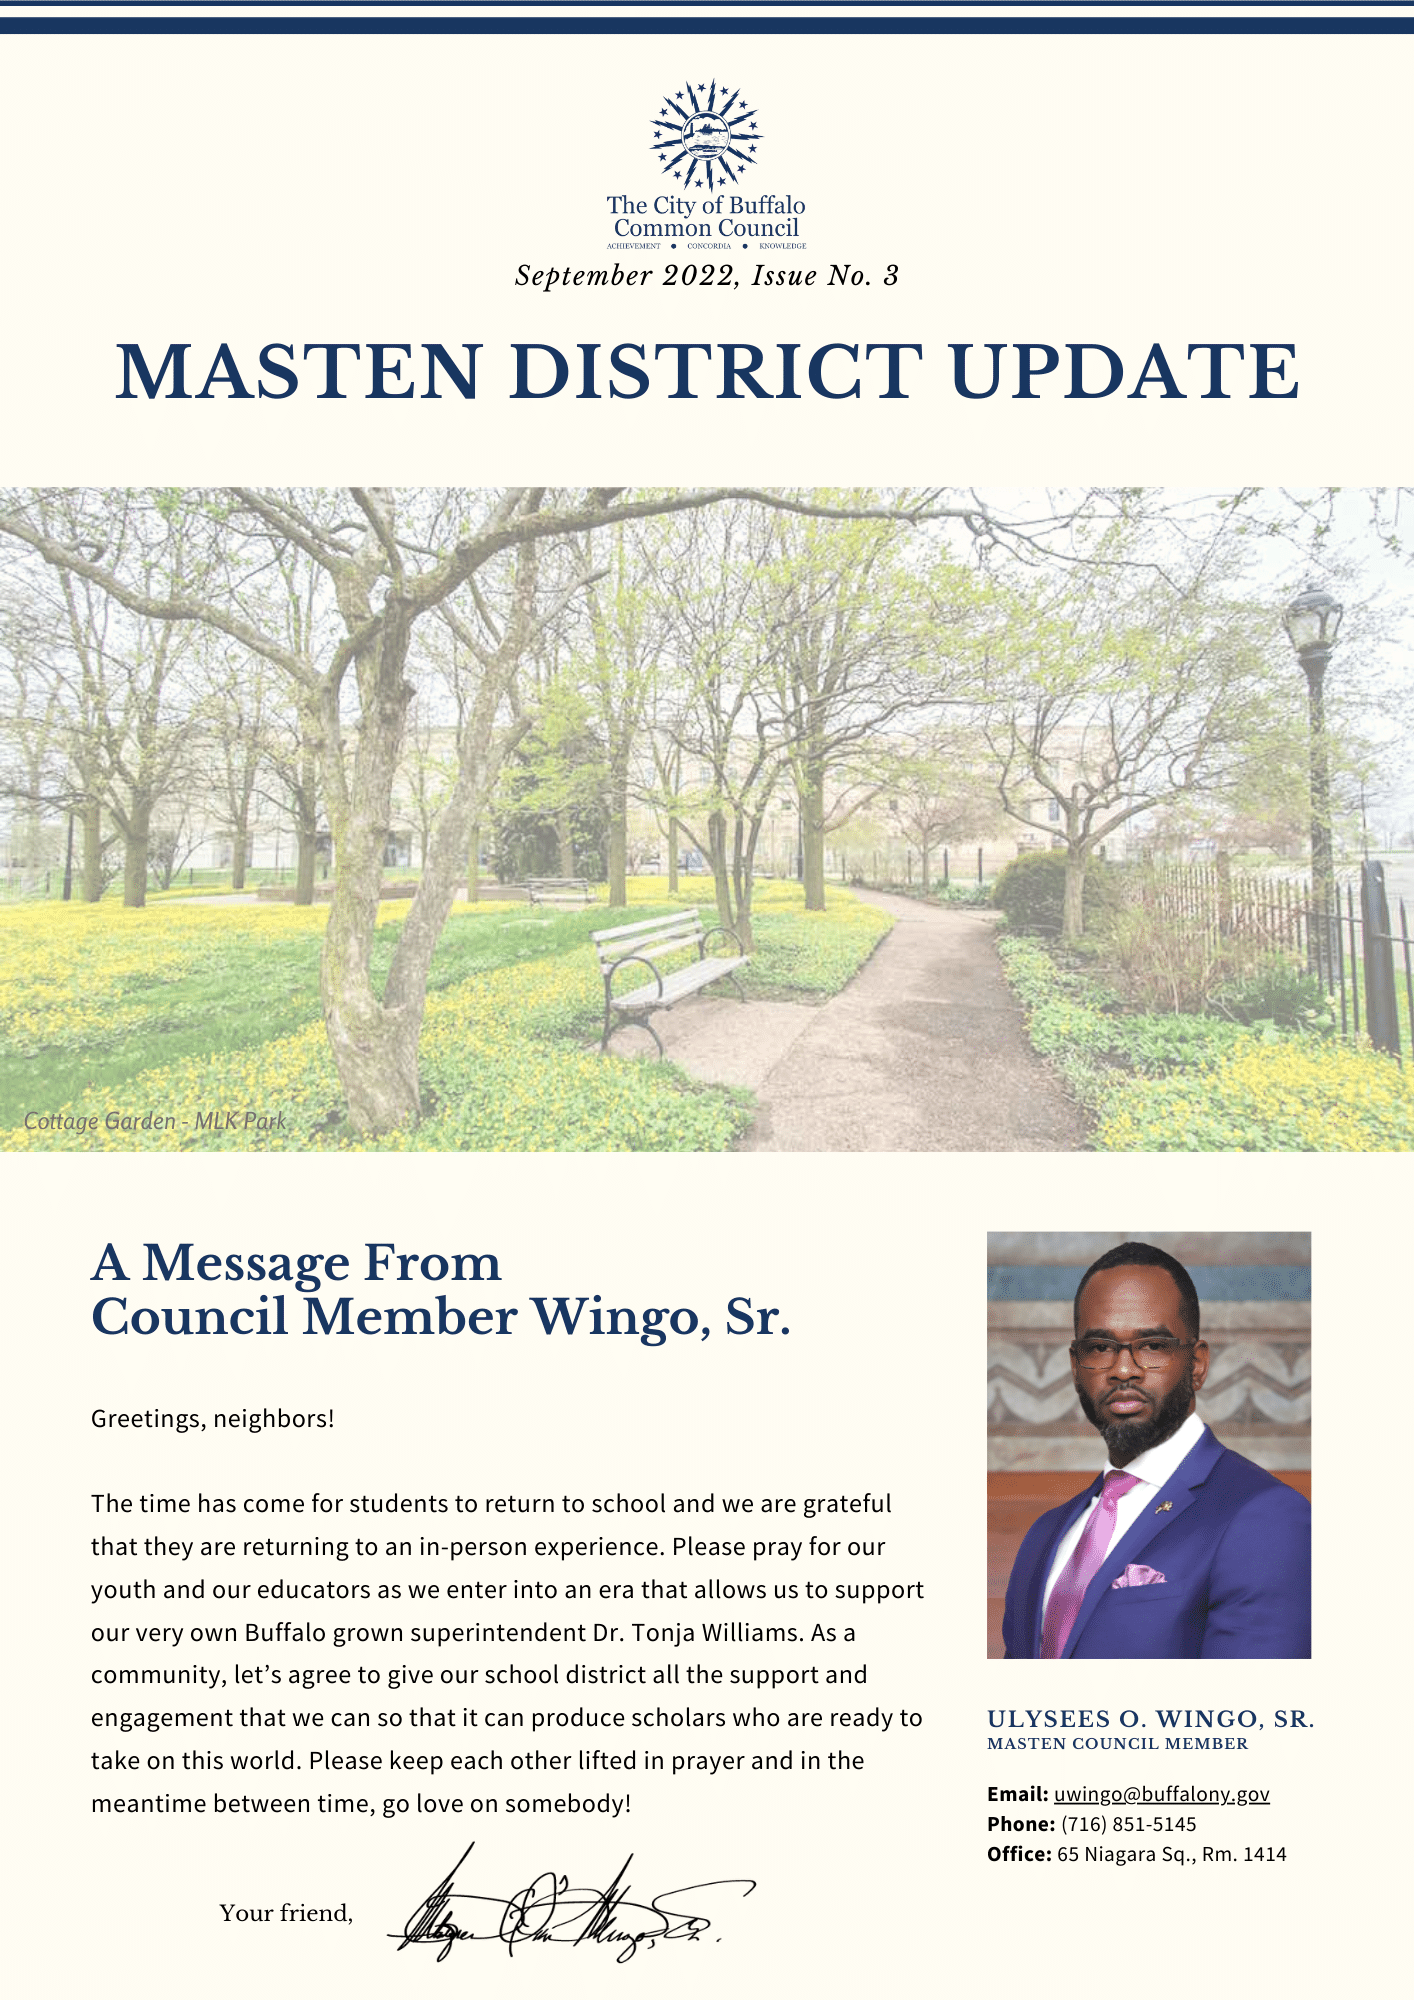 The City of Buffalo
Common Council
ACHIEVEMENT • CONCORDIA • KNOWLEDGE
September 2022, Issue No. 3
MASTEN DISTRICT UPDATE
Cottage Garden - MLK Park
A Message From
Council Member Wingo, Sr.
Greetings, neighbors!
The time has come for students to return to school and we are grateful
that they are returning to an in-person experience. Please pray for our
youth and our educators as we enter into an era that allows us to support
our very own Buffalo grown superintendent Dr. Tonja Williams. As a
community, let’s agree to give our school district all the support and
engagement that we can so that it can produce scholars who are ready to
take on this world. Please keep each other lifted in prayer and in the
meantime between time, go love on somebody!
Your friend,
ULYSEES O. WINGO, SR.
MASTEN COUNCIL MEMBER
Email: uwingo@buffalony.gov
Phone: (716) 851-5145
Office: 65 Niagara Sq., Rm. 1414